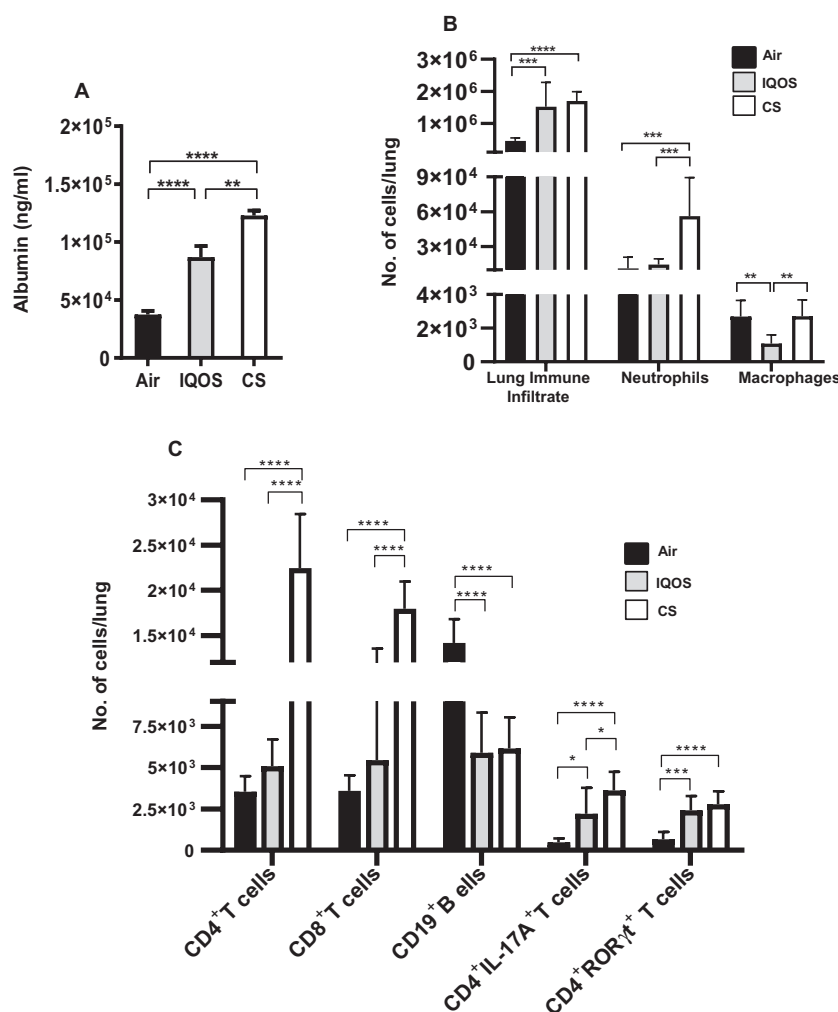 A
Albumin (ng/ml)
2×10⁵
1.5×10⁵
1×10⁵
5×10⁴
0
****
****
**
Air IQOS CS
B
No. of cells/lung
3×10⁶
2×10⁶
1×10⁶
9×10⁴
6×10⁴
3×10⁴
4×10³
2×10³
0
****
***
***
***
**
**
Air
IQOS
CS
Lung Immune
Infiltrate
Neutrophils
Macrophages
C
No. of cells/lung
3×10⁴
2.5×10⁴
2×10⁴
1.5×10⁴
7.5×10³
5×10³
2.5×10³
0
****
****
****
****
****
****
****
*
*
****
***
Air
IQOS
CS
CD4⁺T cells
CD8⁺T cells
CD19⁺B ells
CD4⁺IL-17A⁺T cells
CD4⁺RORγt⁺ T cells